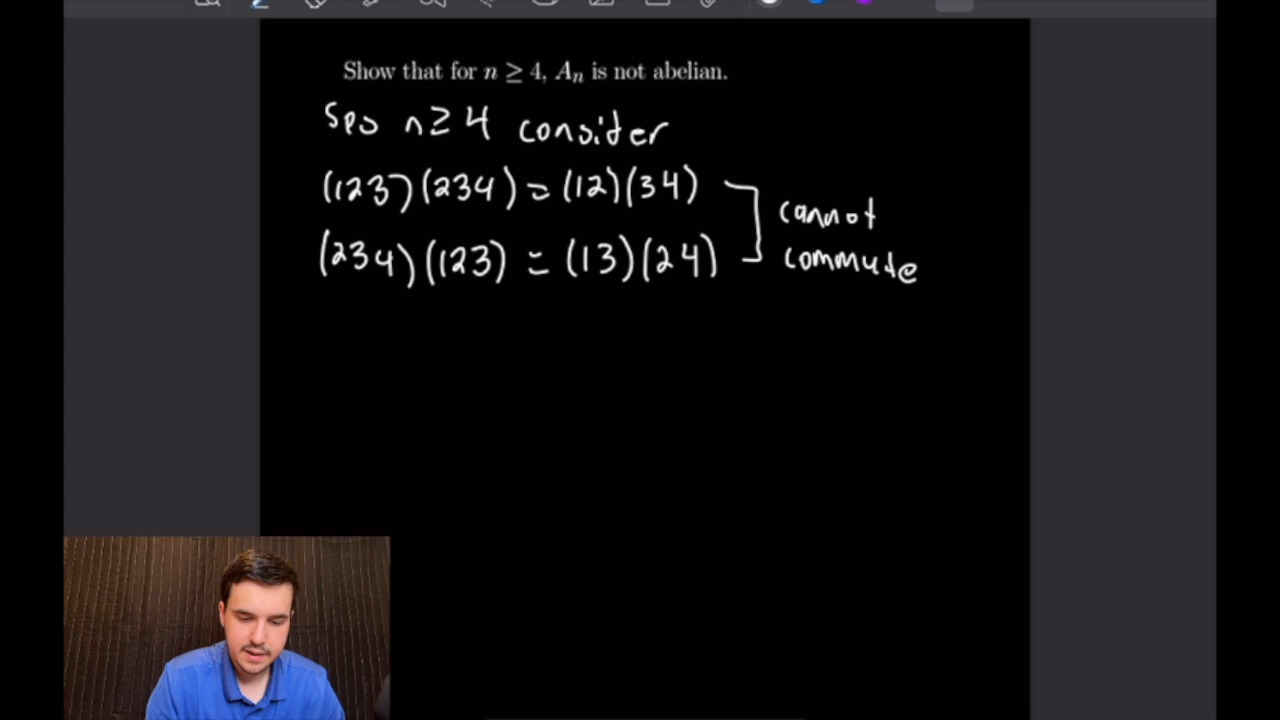 Show that for n ≥ 4, Aₙ is not abelian.
Sps n ≥ 4 consider
(123)(234) = (12)(34)
cannot
(234)(123) = (13)(24)
commute